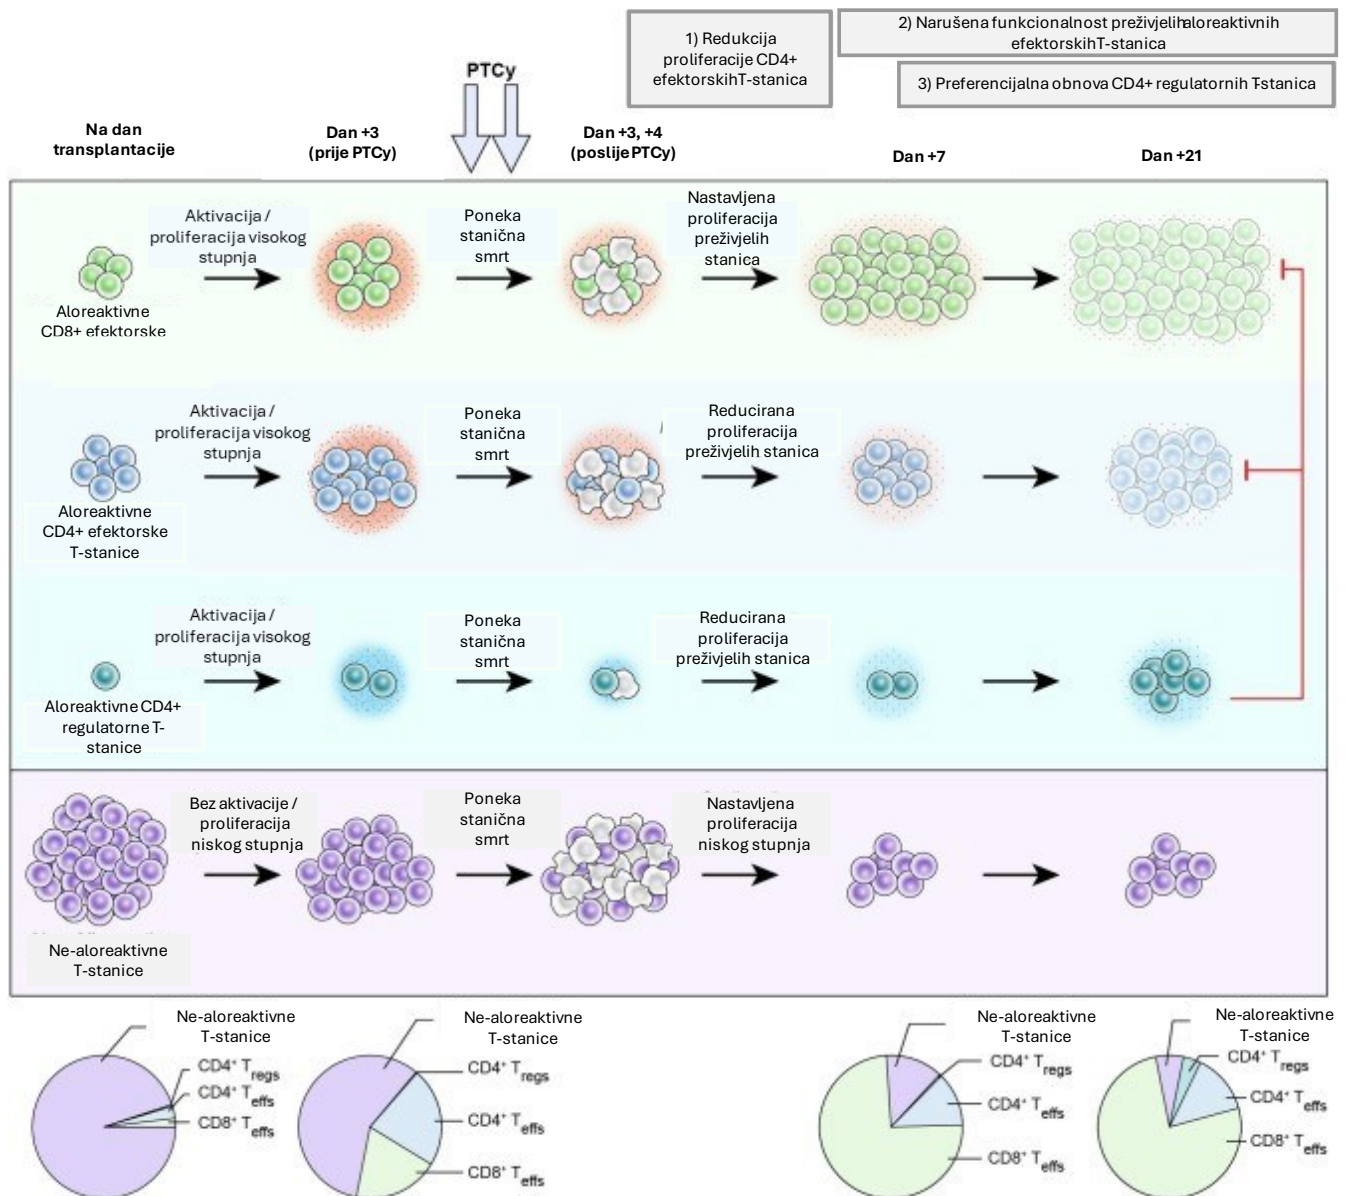 1) Redukcija
proliferacije CD4+
efektorskihT-stanica
2) Narušena funkcionalnost preživjelihaloreaktivnih
efektorskihT-stanica
3) Preferencijalna obnova CD4+ regulatornih T-stanica
PTCy
Na dan
transplantacije
Dan +3
(prije PTCy)
Dan +3, +4
(poslije PTCy)
Dan +7
Dan +21
Aktivacija /
proliferacija visokog
stupnja
Poneka
stanična
smrt
Nastavljena
proliferacija
preživjelih
stanica
Aloreaktivne
CD8+ efektorske
Aktivacija /
proliferacija visokog
stupnja
Poneka
stanična
smrt
Reducirana
proliferacija
preživjelih stanica
Aloreaktivne
CD4+ efektorske
T-stanice
Aktivacija /
proliferacija visokog
stupnja
Poneka
stanična
smrt
Reducirana
proliferacija
preživjelih stanica
Aloreaktivne CD4+
regulatorne T-
stanice
Bez aktivacije /
proliferacija
niskog stupnja
Poneka
stanična
smrt
Nastavljena
proliferacija
niskog stupnja
Ne-aloreaktivne
T-stanice
Ne-aloreaktivne
T-stanice
CD4⁺ Tregs
CD4⁺ Teffs
CD8⁺ Teffs
Ne-aloreaktivne
T-stanice
CD4⁺ Tregs
CD4⁺ Teffs
CD8⁺ Teffs
Ne-aloreaktivne
T-stanice
CD4⁺ Tregs
CD4⁺ Teffs
CD8⁺ Teffs
Ne-aloreaktivne
T-stanice
CD4⁺ Tregs
CD4⁺ Teffs
CD8⁺ Teffs